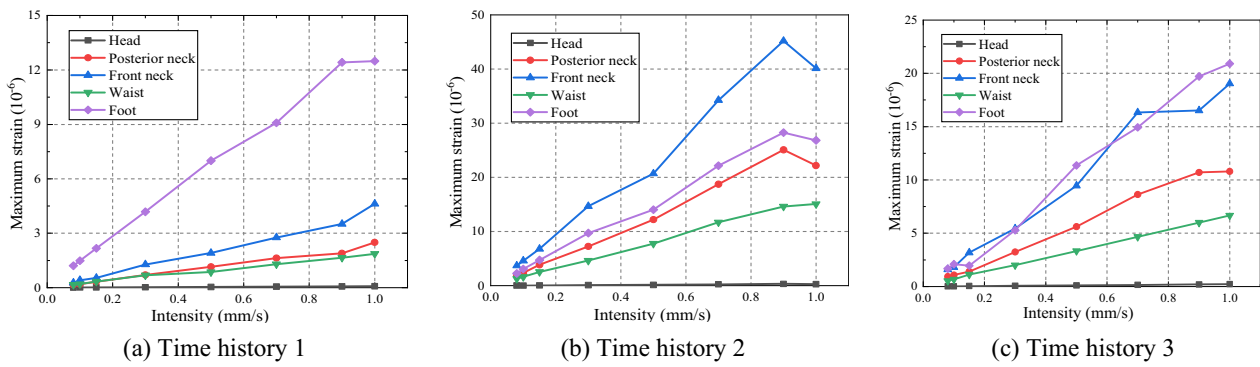 15
12
9
6
3
0
Maximum strain (10⁻⁶)
Head
Posterior neck
Front neck
Waist
Foot
0.0
0.2
0.4
0.6
0.8
1.0
Intensity (mm/s)
(a) Time history 1
50
40
30
20
10
0
Maximum strain (10⁻⁶)
Head
Posterior neck
Front neck
Waist
Foot
0.0
0.2
0.4
0.6
0.8
1.0
Intensity (mm/s)
(b) Time history 2
25
20
15
10
5
0
Maximum strain (10⁻⁶)
Head
Posterior neck
Front neck
Waist
Foot
0.0
0.2
0.4
0.6
0.8
1.0
Intensity (mm/s)
(c) Time history 3